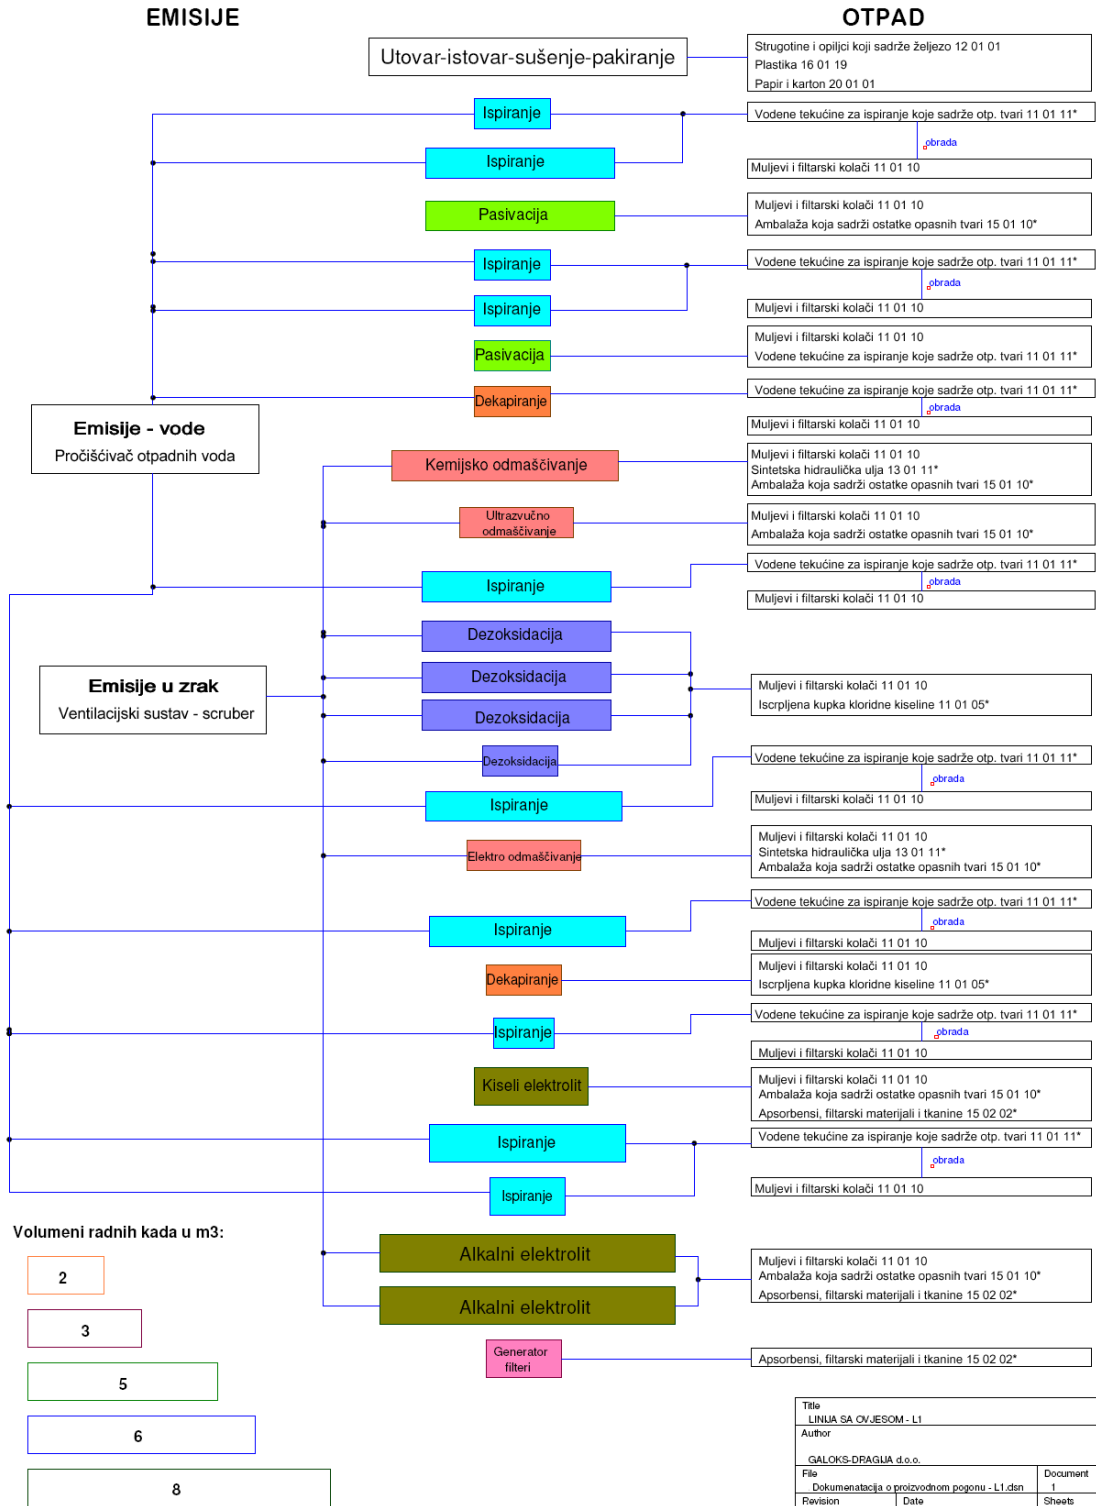 EMISIJE
OTPAD
Utovar-istovar-sušenje-pakiranje
Strugotine i opiljci koji sadrže željezo 12 01 01
Plastika 16 01 19
Papir i karton 20 01 01
Ispiranje
Vodene tekućine za ispiranje koje sadrže otp. tvari 11 01 11*
obrada
Ispiranje
Muljevi i filtarski kolači 11 01 10
Pasivacija
Muljevi i filtarski kolači 11 01 10
Ambalaža koja sadrži ostatke opasnih tvari 15 01 10*
Ispiranje
Vodene tekućine za ispiranje koje sadrže otp. tvari 11 01 11*
obrada
Ispiranje
Muljevi i filtarski kolači 11 01 10
Pasivacija
Muljevi i filtarski kolači 11 01 10
Vodene tekućine za ispiranje koje sadrže otp. tvari 11 01 11*
Dekapiranje
Vodene tekućine za ispiranje koje sadrže otp. tvari 11 01 11*
obrada
Muljevi i filtarski kolači 11 01 10
Emisije - vode
Pročišćivač otpadnih voda
Kemijsko odmaščivanje
Muljevi i filtarski kolači 11 01 10
Sintetska hidraulička ulja 13 01 11*
Ambalaža koja sadrži ostatke opasnih tvari 15 01 10*
Ultrazvučno
odmaščivanje
Muljevi i filtarski kolači 11 01 10
Ambalaža koja sadrži ostatke opasnih tvari 15 01 10*
Ispiranje
Vodene tekućine za ispiranje koje sadrže otp. tvari 11 01 11*
obrada
Muljevi i filtarski kolači 11 01 10
Dezoksidacija
Dezoksidacija
Dezoksidacija
Dezoksidacija
Emisije u zrak
Ventilacijski sustav - scruber
Muljevi i filtarski kolači 11 01 10
Iscrpljena kupka kloridne kiseline 11 01 05*
Ispiranje
Vodene tekućine za ispiranje koje sadrže otp. tvari 11 01 11*
obrada
Muljevi i filtarski kolači 11 01 10
Elektro odmaščivanje
Muljevi i filtarski kolači 11 01 10
Sintetska hidraulička ulja 13 01 11*
Ambalaža koja sadrži ostatke opasnih tvari 15 01 10*
Ispiranje
Vodene tekućine za ispiranje koje sadrže otp. tvari 11 01 11*
obrada
Muljevi i filtarski kolači 11 01 10
Dekapiranje
Muljevi i filtarski kolači 11 01 10
Iscrpljena kupka kloridne kiseline 11 01 05*
Ispiranje
Vodene tekućine za ispiranje koje sadrže otp. tvari 11 01 11*
obrada
Muljevi i filtarski kolači 11 01 10
Kiseli elektrolit
Muljevi i filtarski kolači 11 01 10
Ambalaža koja sadrži ostatke opasnih tvari 15 01 10*
Apsorbensi, filtarski materijali i tkanine 15 02 02*
Ispiranje
Vodene tekućine za ispiranje koje sadrže otp. tvari 11 01 11*
obrada
Ispiranje
Muljevi i filtarski kolači 11 01 10
Alkalni elektrolit
Alkalni elektrolit
Muljevi i filtarski kolači 11 01 10
Ambalaža koja sadrži ostatke opasnih tvari 15 01 10*
Apsorbensi, filtarski materijali i tkanine 15 02 02*
Generator
filteri
Apsorbensi, filtarski materijali i tkanine 15 02 02*
Volumeni radnih kada u m3:
2
3
5
6
8
Title
LINIJA SA OVJESOM - L1
Author
GALOKS-DRAGIJA d.o.o.
File
Document
Dokumenatacija o proizvodnom pogonu - L1.dsn
1
Revision
Date
Sheets